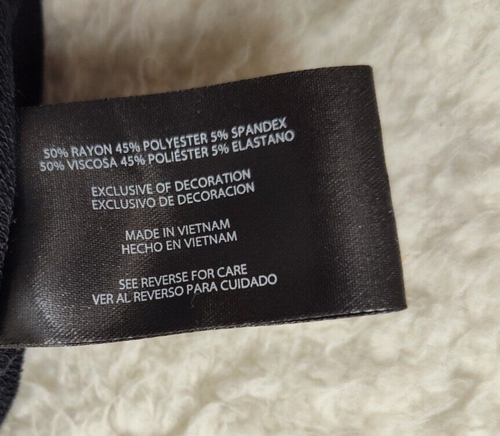 50% RAYON 45% POLYESTER 5% SPANDEX
50% VISCOSA 45% POLIÉSTER 5% ELASTANO
EXCLUSIVE OF DECORATION
EXCLUSIVO DE DECORACION
MADE IN VIETNAM
HECHO EN VIETNAM
SEE REVERSE FOR CARE
VER AL REVERSO PARA CUIDADO